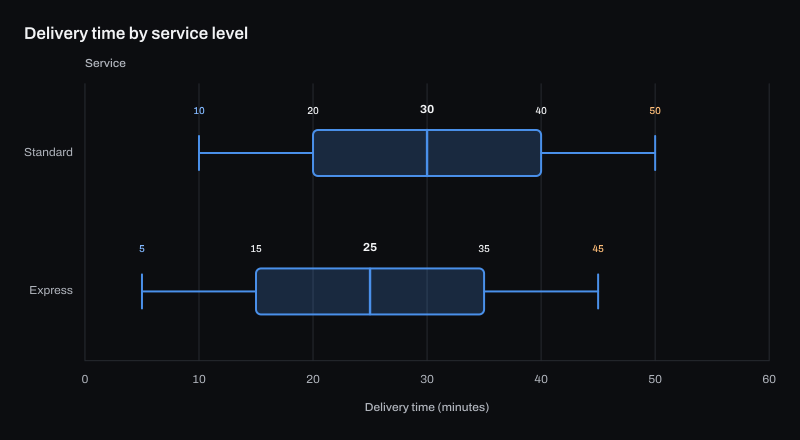 Delivery time by service level
Service
10 20 30 40 50
Standard
5 15 25 35 45
Express
0 10 20 30 40 50 60
Delivery time (minutes)